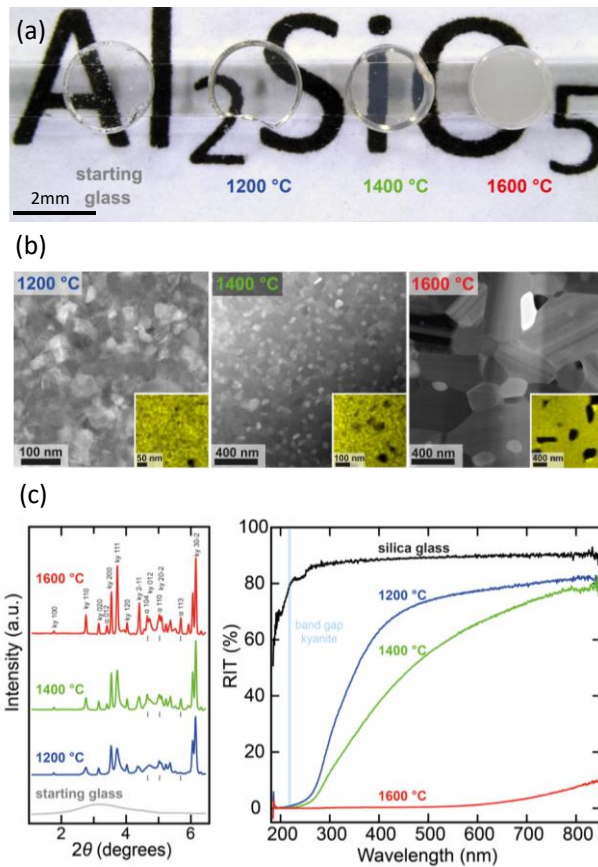 (a)
Al2SiO5
starting
glass
1200 °C
1400 °C
1600 °C
2mm
(b)
1200 °C
1400 °C
1600 °C
100 nm
50 nm
400 nm
100 nm
400 nm
400 nm
(c)
Intensity (a.u.)
1600 °C
ky 100
ky 110
ky 020
α 012
ky 200
ky 111
ky 120
ky 2-11
α 104
ky 012
α 110
ky 20-2
α 113
ky 30-2
1400 °C
1200 °C
starting glass
2 4 6
2θ (degrees)
RIT (%)
100
80
60
40
20
0
silica glass
1200 °C
band gap
kyanite
1400 °C
1600 °C
200 300 400 500 600 700 800
Wavelength (nm)